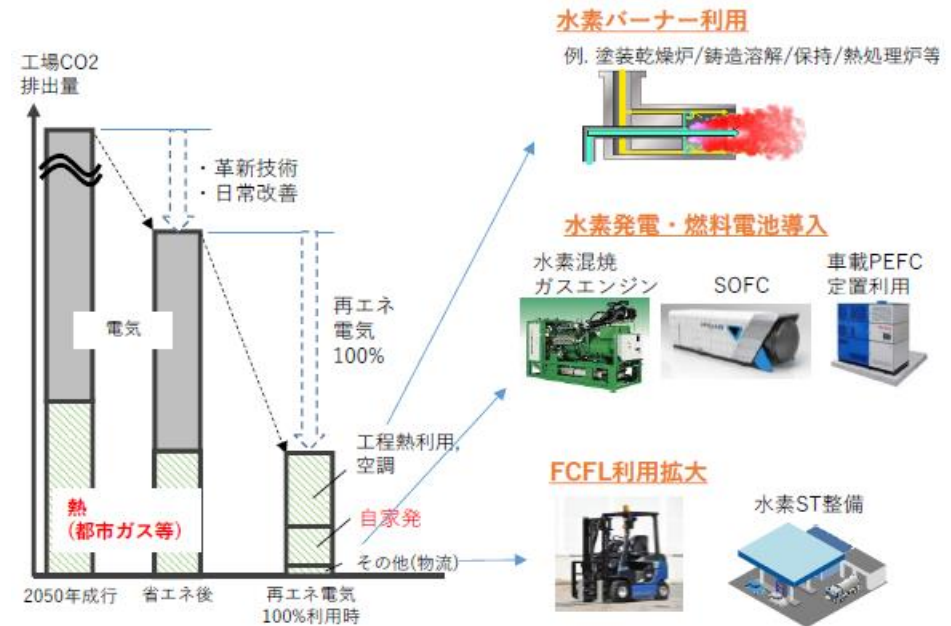 工場CO2
排出量
・革新技術
・日常改善
電気
再エネ
電気
100%
熱
(都市ガス等)
工程熱利用,
空調
自家発
その他(物流)
2050年成行
省エネ後
再エネ電気
100%利用時
水素バーナー利用
例. 塗装乾燥炉/鋳造溶解/保持/熱処理炉等
水素発電・燃料電池導入
水素混焼
ガスエンジン
SOFC
車載PEFC
定置利用
FCFL利用拡大
水素ST整備